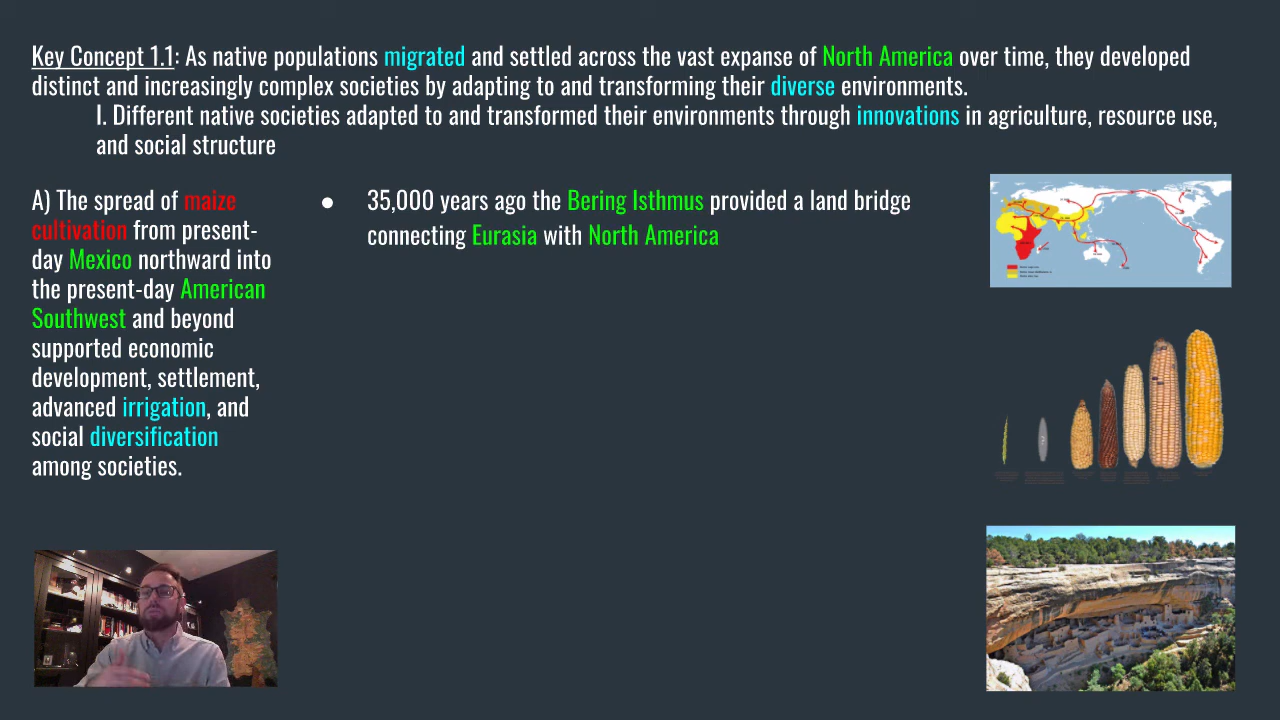 Key Concept 1.1: As native populations migrated and settled across the vast expanse of North America over time, they developed
distinct and increasingly complex societies by adapting to and transforming their diverse environments.
I. Different native societies adapted to and transformed their environments through innovations in agriculture, resource use,
and social structure
A) The spread of maize
cultivation from present-
day Mexico northward into
the present-day American
Southwest and beyond
supported economic
development, settlement,
advanced irrigation, and
social diversification
among societies.
● 35,000 years ago the Bering Isthmus provided a land bridge
connecting Eurasia with North America